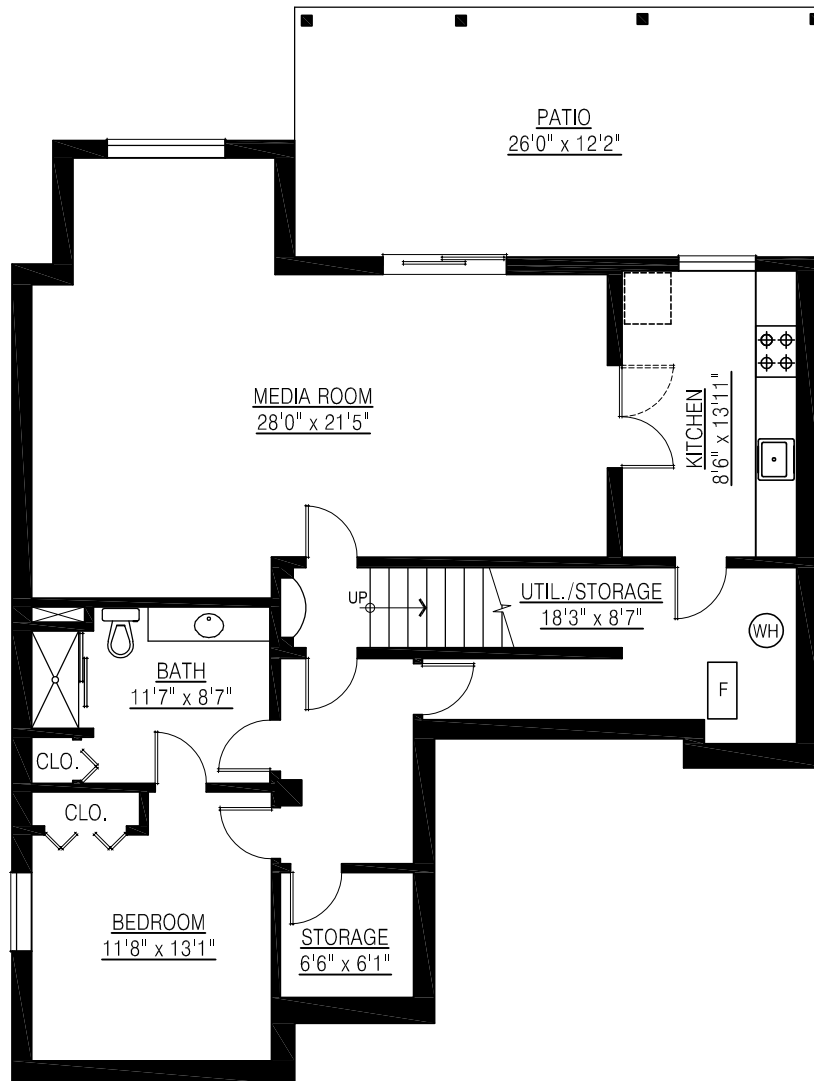 PATIO
26'0" x 12'2"
MEDIA ROOM
28'0" x 21'5"
KITCHEN
8'6" x 13'11"
UP
UTIL./STORAGE
18'3" x 8'7"
WH
F
BATH
11'7" x 8'7"
CLO.
CLO.
BEDROOM
11'8" x 13'1"
STORAGE
6'6" x 6'1"